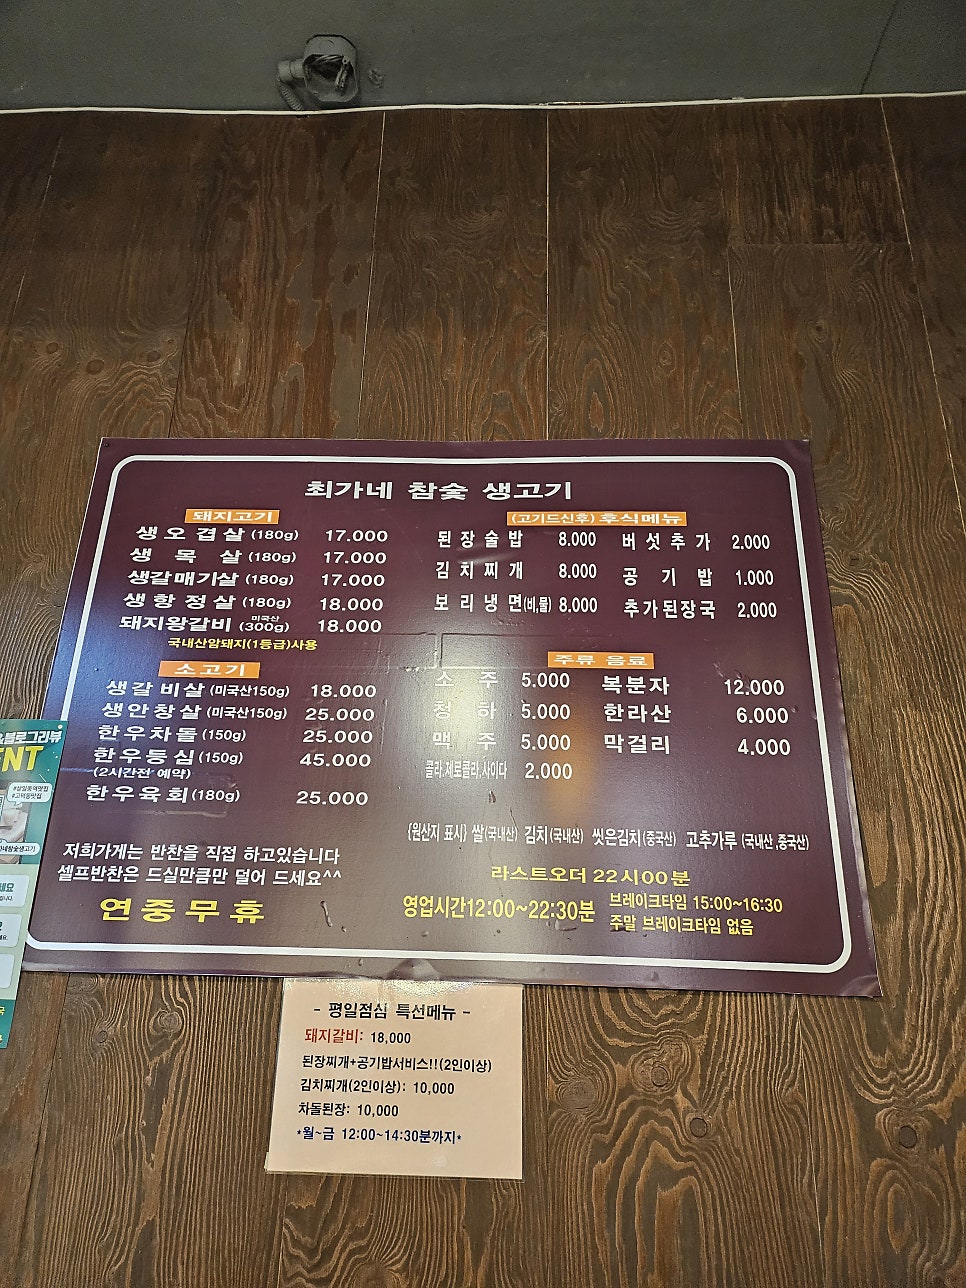 최가네 참숯 생고기
돼지고기
생오겹살(180g) 17.000
생 목 살(180g) 17.000
생갈매기살(180g) 17.000
생항정살(180g) 18.000
돼지왕갈비 미국산(300g) 18.000
국내산암돼지(1등급)사용
소고기
생갈비살(미국산150g) 18.000
생안창살(미국산150g) 25.000
한우차돌(150g) 25.000
한우등심(150g) 45.000
(2시간전 예약)
한우육회(180g) 25.000
저희가게는 반찬을 직접 하고있습니다
셀프반찬은 드실만큼만 덜어 드세요^^
연중무휴
(고기드신후) 후식메뉴
된장술밥 8.000 버섯추가 2.000
김치찌개 8.000 공기밥 1.000
보리냉면(비,물) 8.000 추가된장국 2.000
주류 음료
소주 5.000 복분자 12.000
청하 5.000 한라산 6.000
맥주 5.000 막걸리 4.000
콜라,제로콜라,사이다 2.000
{원산지 표시} 쌀(국내산) 김치(국내산) 씻은김치(중국산) 고추가루 (국내산,중국산)
라스트오더 22시00분
영업시간12:00~22:30분
브레이크타임 15:00~16:30
주말 브레이크타임 없음
- 평일점심 특선메뉴 -
돼지갈비: 18,000
된장찌개+공기밥서비스!!(2인이상)
김치찌개(2인이상): 10,000
차돌된장: 10,000
*월~금 12:00~14:30분까지*
&블로그리뷰
ENT